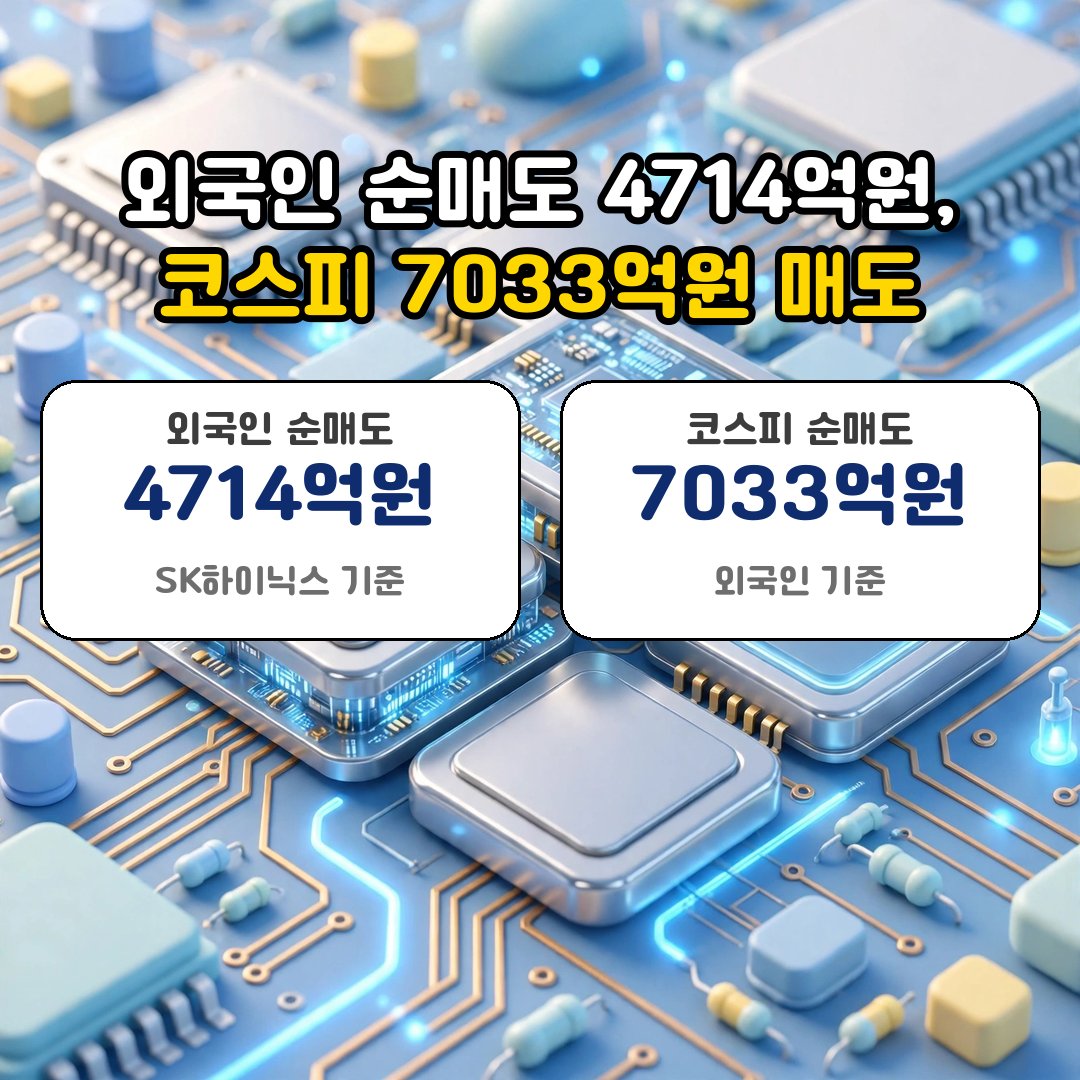 외국인 순매도 4714억원,
코스피 7033억원 매도
외국인 순매도
4714억원
SK하이닉스 기준
코스피 순매도
7033억원
외국인 기준